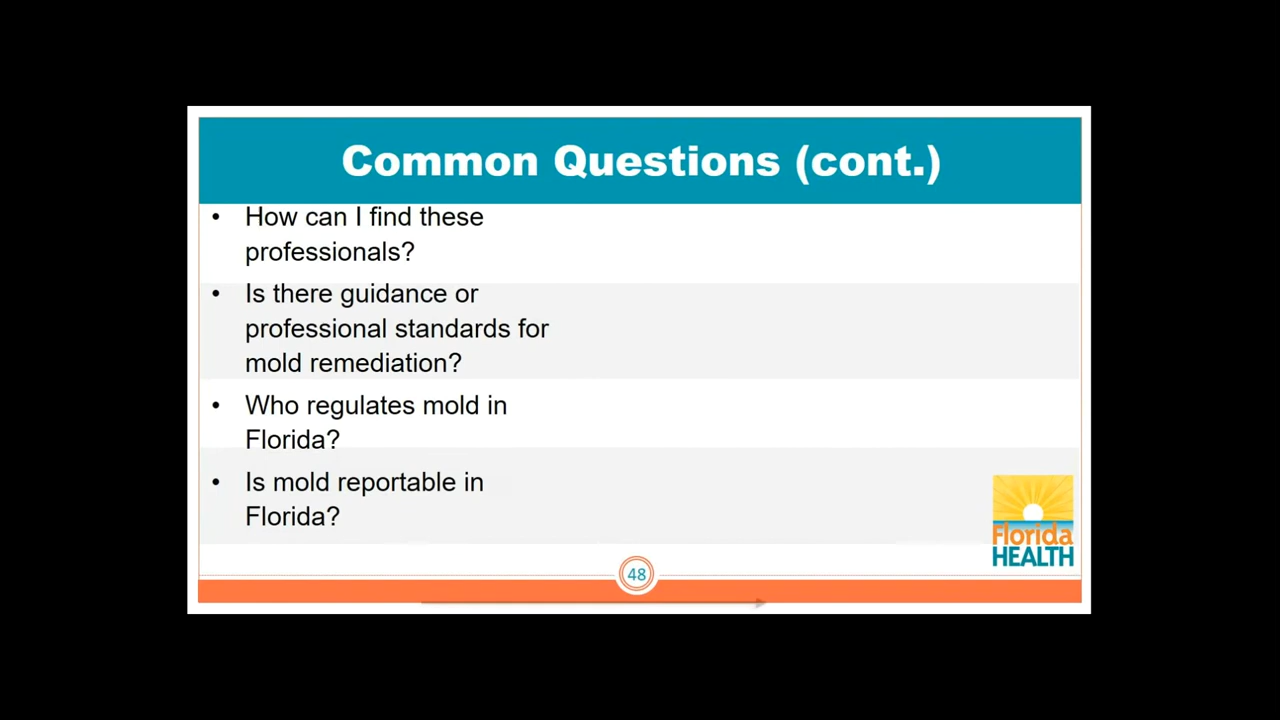 Common Questions (cont.)
• How can I find these
professionals?
• Is there guidance or
professional standards for
mold remediation?
• Who regulates mold in
Florida?
• Is mold reportable in
Florida?
Florida
HEALTH
48